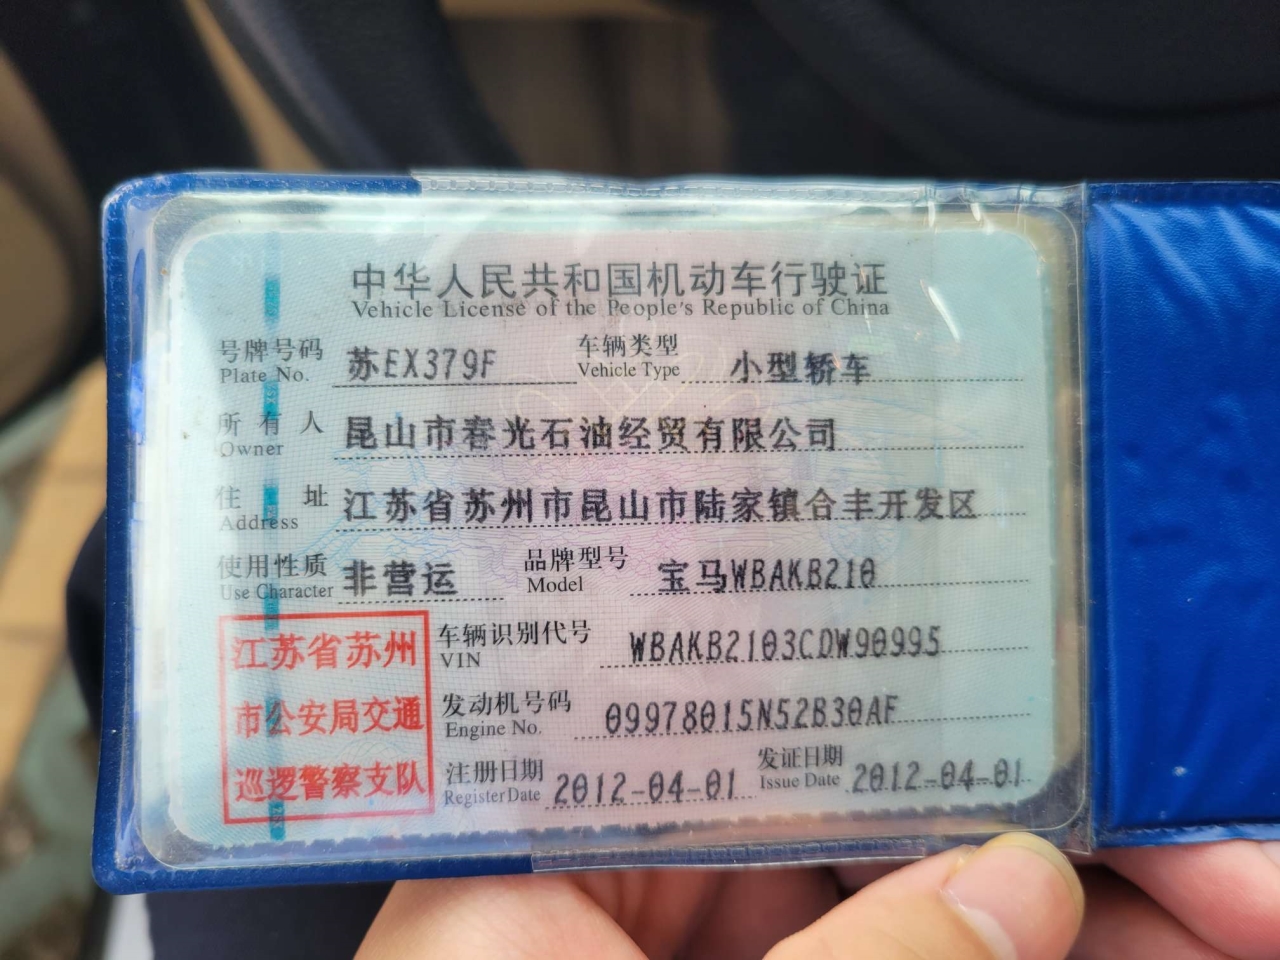 中华人民共和国机动车行驶证
Vehicle License of the People's Republic of China
号牌号码 苏EX379F 车辆类型 小型轿车
Plate No. Vehicle Type
所有人 昆山市春光石油经贸有限公司
Owner
住址 江苏省苏州市昆山市陆家镇合丰开发区
Address
使用性质 非营运 品牌型号 宝马WBAKB210
Use Character Model
江苏省苏州
市公安局交通
巡逻警察支队
车辆识别代号 WBAKB2103CDW90995
VIN
发动机号码 09978015N52B30AF
Engine No.
注册日期 2012-04-01 发证日期 2012-04-01
Register Date Issue Date